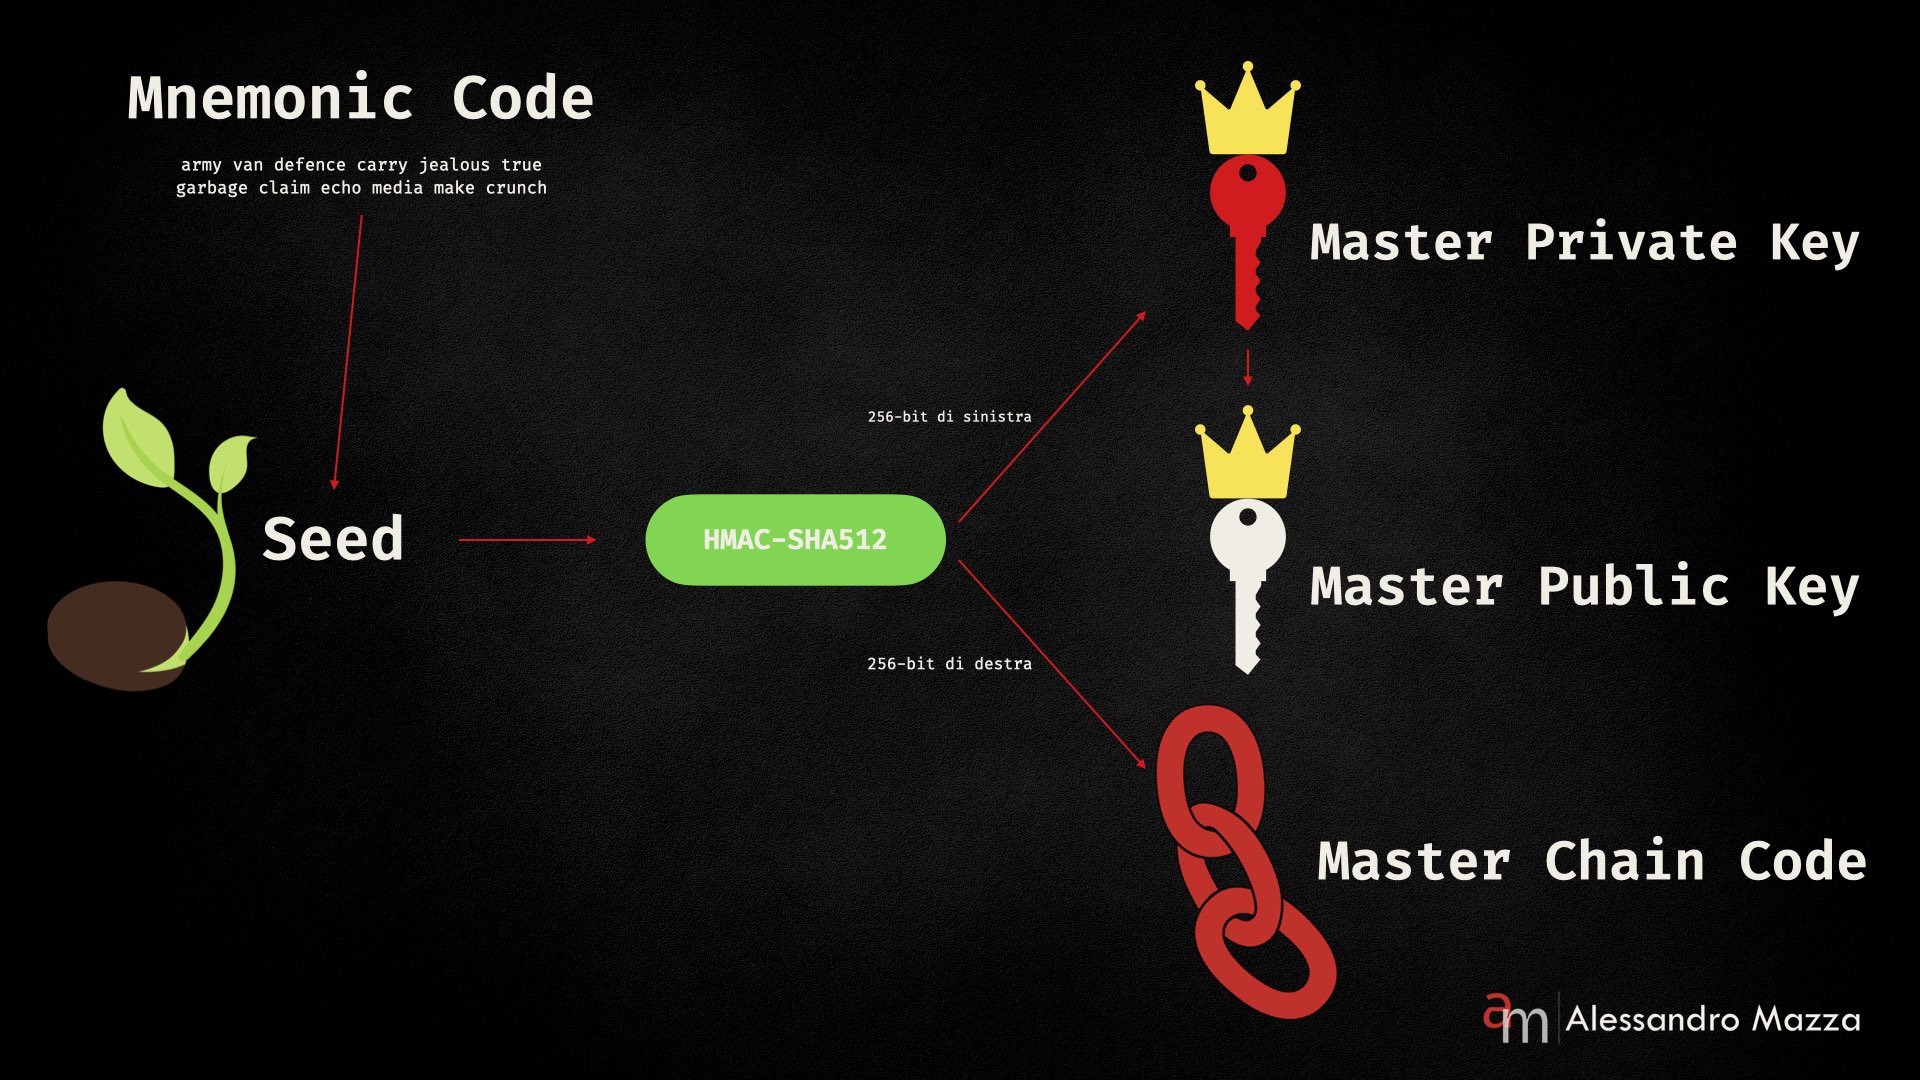 Mnemonic Code
army van defence carry jealous true
garbage claim echo media make crunch
Seed
HMAC-SHA512
256-bit di sinistra
256-bit di destra
Master Private Key
Master Public Key
Master Chain Code
am Alessandro Mazza